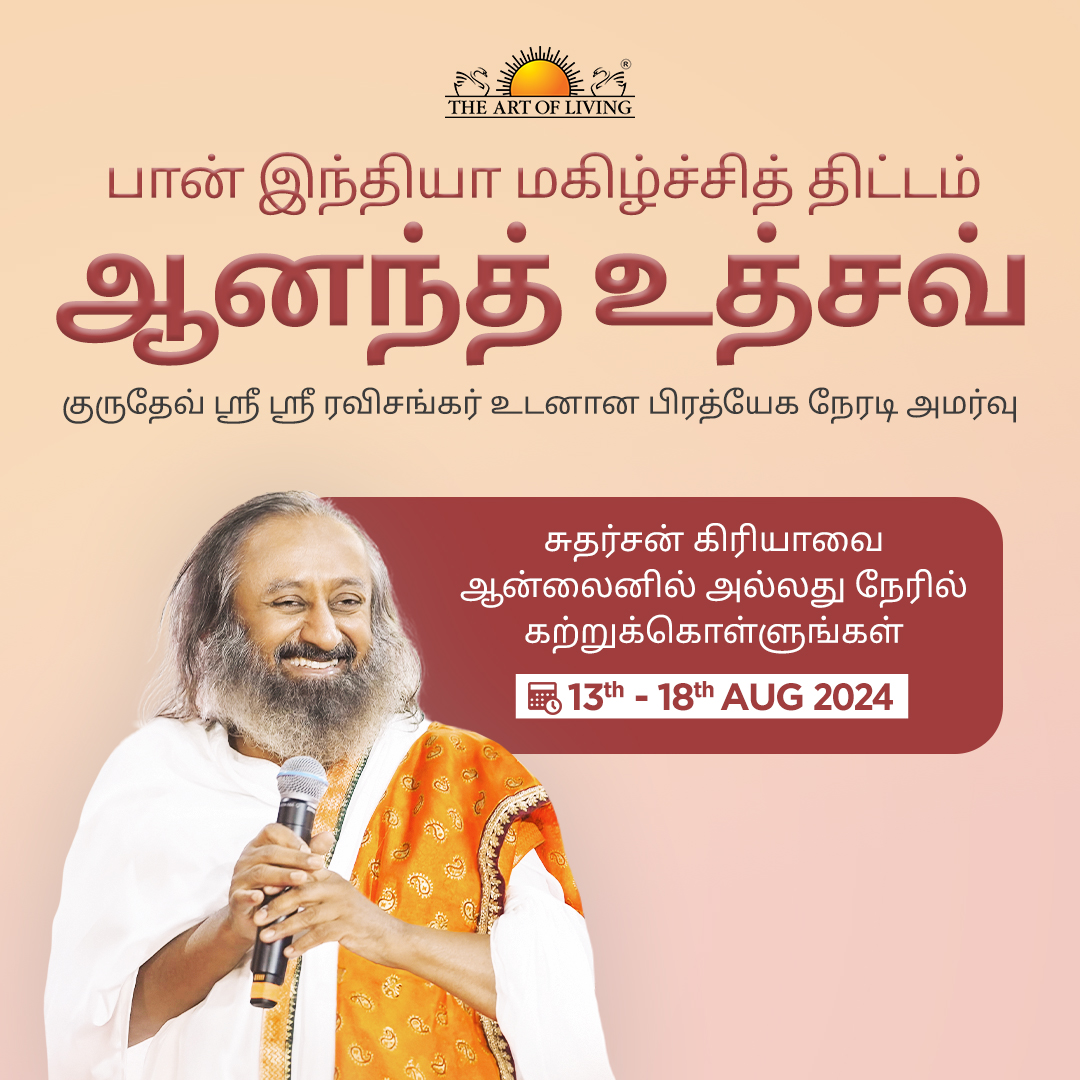 THE ART OF LIVING
பான் இந்தியா மகிழ்ச்சித் திட்டம்
ஆனந்த் உத்சவ்
குருதேவ் ஸ்ரீ ஸ்ரீ ரவிசங்கர் உடனான பிரத்யேக நேரடி அமர்வு
சுதர்சன் கிரியாவை
ஆன்லைனில் அல்லது நேரில்
கற்றுக்கொள்ளுங்கள்
13th - 18th AUG 2024